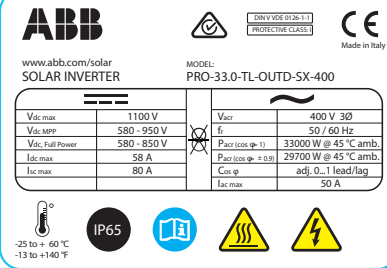 ABB
DIN V VDE 0126-1-1
PROTECTIVE CLASS: I
CE
Made in Italy
www.abb.com/solar
SOLAR INVERTER
MODEL:
PRO-33.0-TL-OUTD-SX-400
Vdc max 1100 V
Vdc MPP 580 - 950 V
Vdc, Full Power 580 - 850 V
Idc max 58 A
Isc max 80 A
Vacr 400 V 3Ø
fr 50 / 60 Hz
Pacr (cos φ= 1) 33000 W @ 45 °C amb.
Pacr (cos φ= ± 0.9) 29700 W @ 45 °C amb.
Cos φ adj. 0...1 lead/lag
Iac max 50 A
-25 to + 60 °C
-13 to +140 °F
IP65